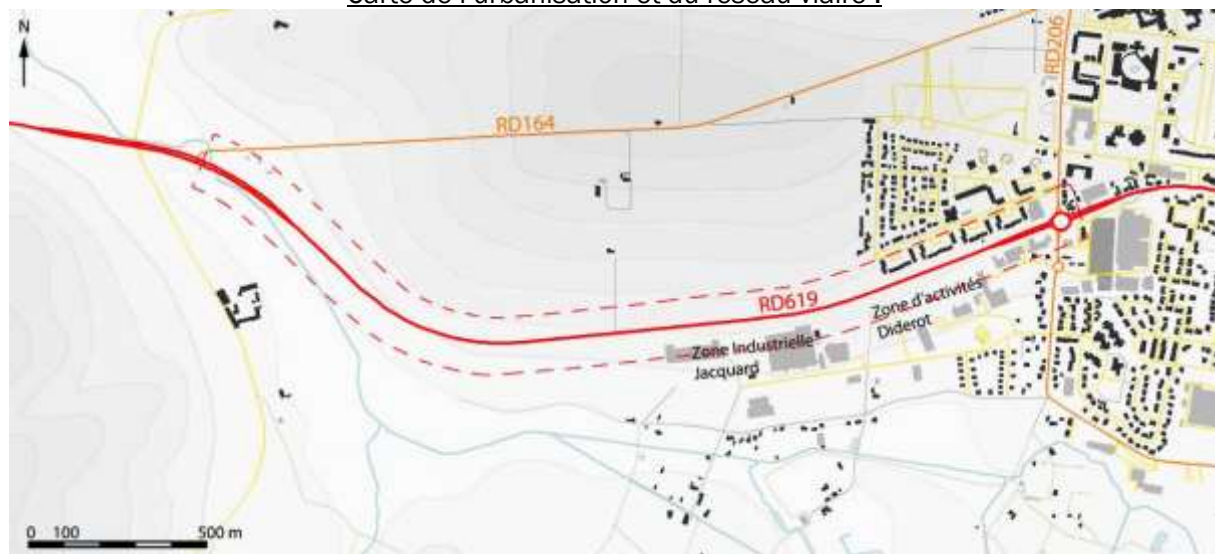 Carte de l'urbanisation et du réseau viaire :
N
RD206
RD164
RD619
Zone d'activités
Diderot
Zone Industrielle
Jacquard
0 100 500 m